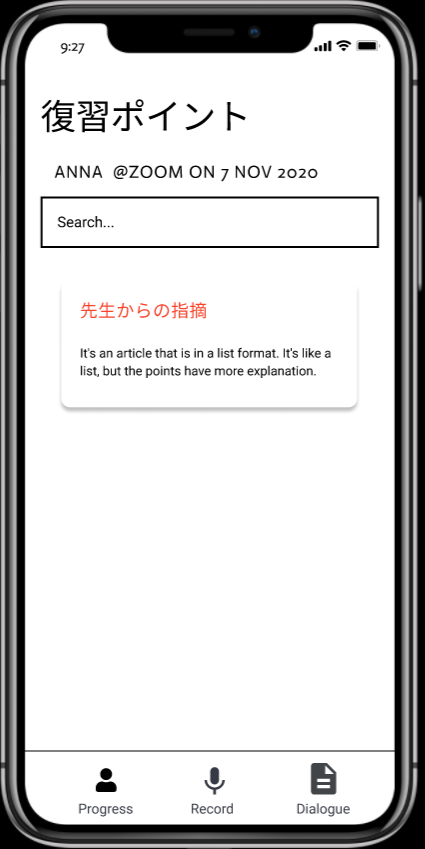 9:27
復習ポイント
ANNA @ZOOM ON 7 NOV 2020
Search...
先生からの指摘
It's an article that is in a list format. It's like a
list, but the points have more explanation.
Progress Record Dialogue